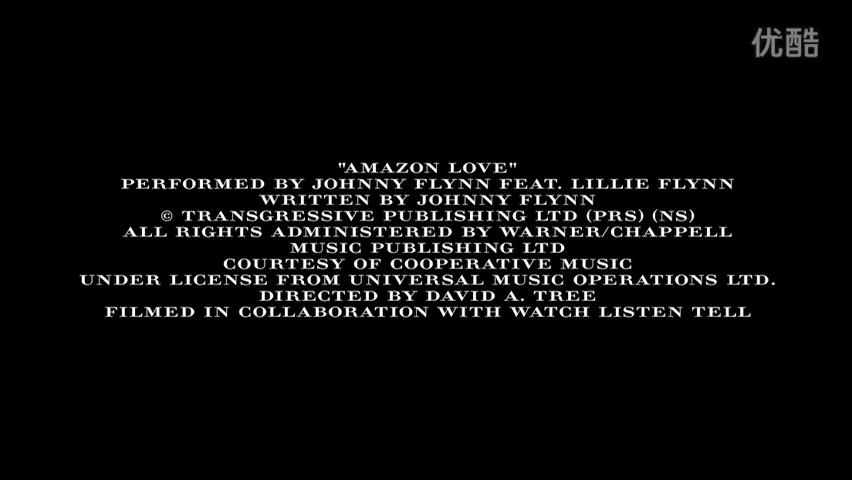 优酷
"AMAZON LOVE"
PERFORMED BY JOHNNY FLYNN FEAT. LILLIE FLYNN
WRITTEN BY JOHNNY FLYNN
© TRANSGRESSIVE PUBLISHING LTD (PRS) (NS)
ALL RIGHTS ADMINISTERED BY WARNER/CHAPPELL
MUSIC PUBLISHING LTD
COURTESY OF COOPERATIVE MUSIC
UNDER LICENSE FROM UNIVERSAL MUSIC OPERATIONS LTD.
DIRECTED BY DAVID A. TREE
FILMED IN COLLABORATION WITH WATCH LISTEN TELL